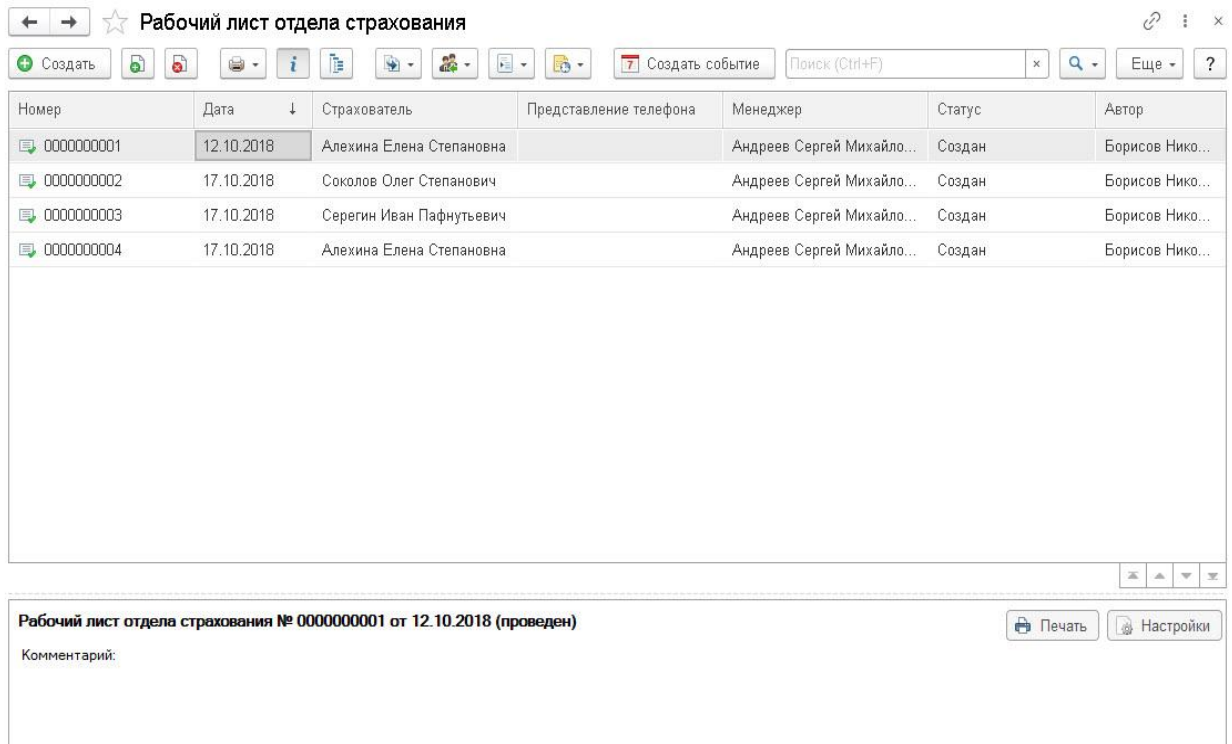 Рабочий лист отдела страхования
Создать 7 Создать событие Поиск (Ctrl+F) × Еще ?
Номер Дата ↓ Страхователь Представление телефона Менеджер Статус Автор
0000000001 12.10.2018 Алехина Елена Степановна Андреев Сергей Михайло... Создан Борисов Нико...
0000000002 17.10.2018 Соколов Олег Степанович Андреев Сергей Михайло... Создан Борисов Нико...
0000000003 17.10.2018 Серегин Иван Пафнутьевич Андреев Сергей Михайло... Создан Борисов Нико...
0000000004 17.10.2018 Алехина Елена Степановна Андреев Сергей Михайло... Создан Борисов Нико...
Рабочий лист отдела страхования № 0000000001 от 12.10.2018 (проведен) Печать Настройки
Комментарий: